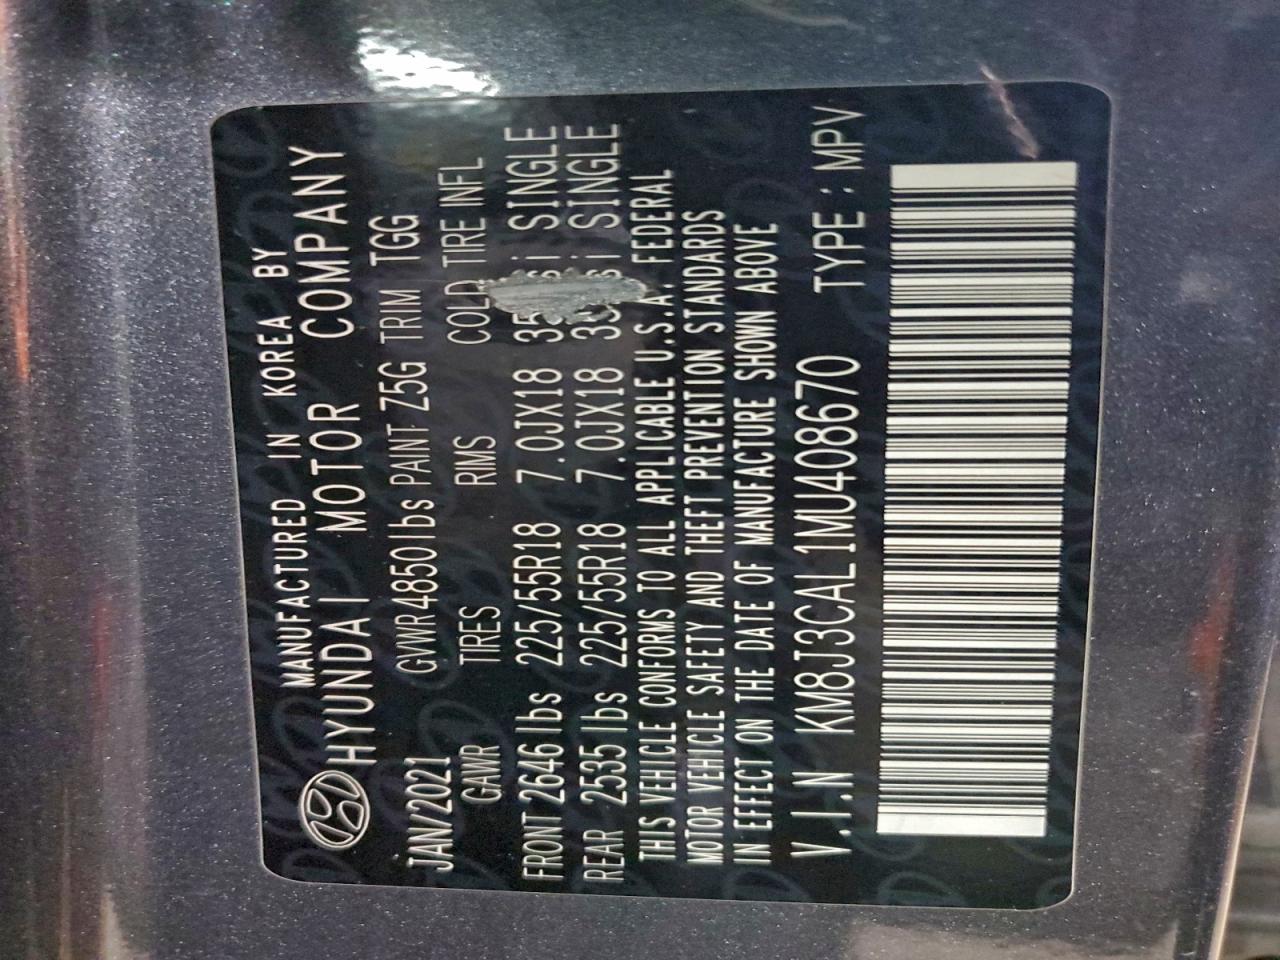 MANUFACTURED IN KOREA BY
HYUNDAI MOTOR COMPANY
JAN/2021 GVWR 4850lbs PAINT Z5G TRIM TGG
GAWR TIRES RIMS COLD TIRE INFL
FRONT 2646 lbs 225/55R18 7.0JX18 SINGLE
REAR 2535 lbs 225/55R18 7.0JX18 SINGLE
THIS VEHICLE CONFORMS TO ALL APPLICABLE U.S.A. FEDERAL
MOTOR VEHICLE SAFETY AND THEFT PREVENTION STANDARDS
IN EFFECT ON THE DATE OF MANUFACTURE SHOWN ABOVE
V.I.N KM8J3CAL1MU408670 TYPE : MPV